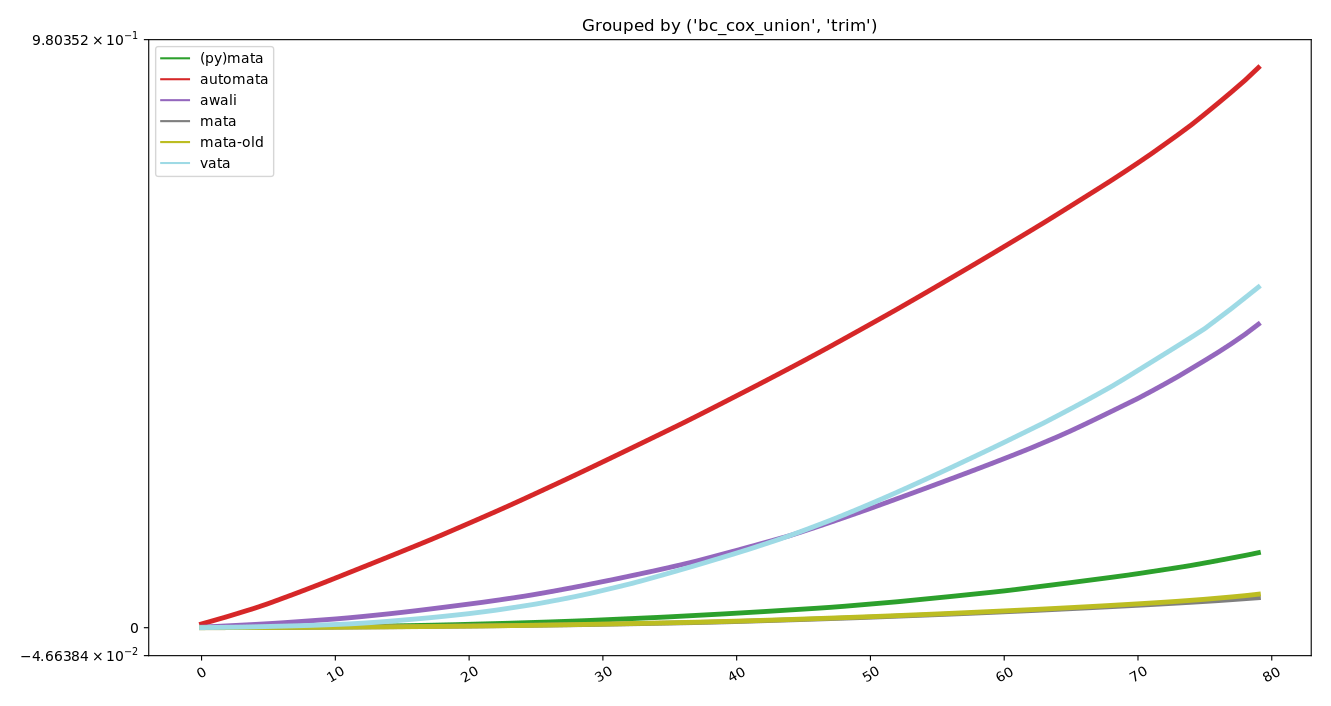 Grouped by ('bc_cox_union', 'trim')
9.80352 × 10⁻¹
(py)mata
automata
awali
mata
mata-old
vata
0
−4.66384 × 10⁻²
0 10 20 30 40 50 60 70 80